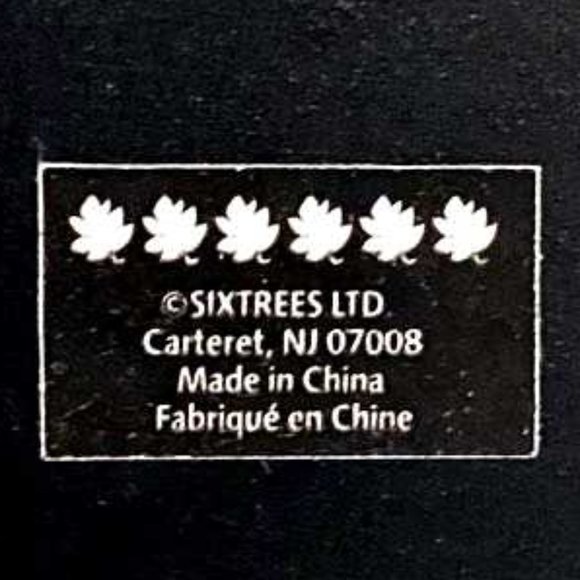 ©SIXTREES LTD
Carteret, NJ 07008
Made in China
Fabriqué en Chine